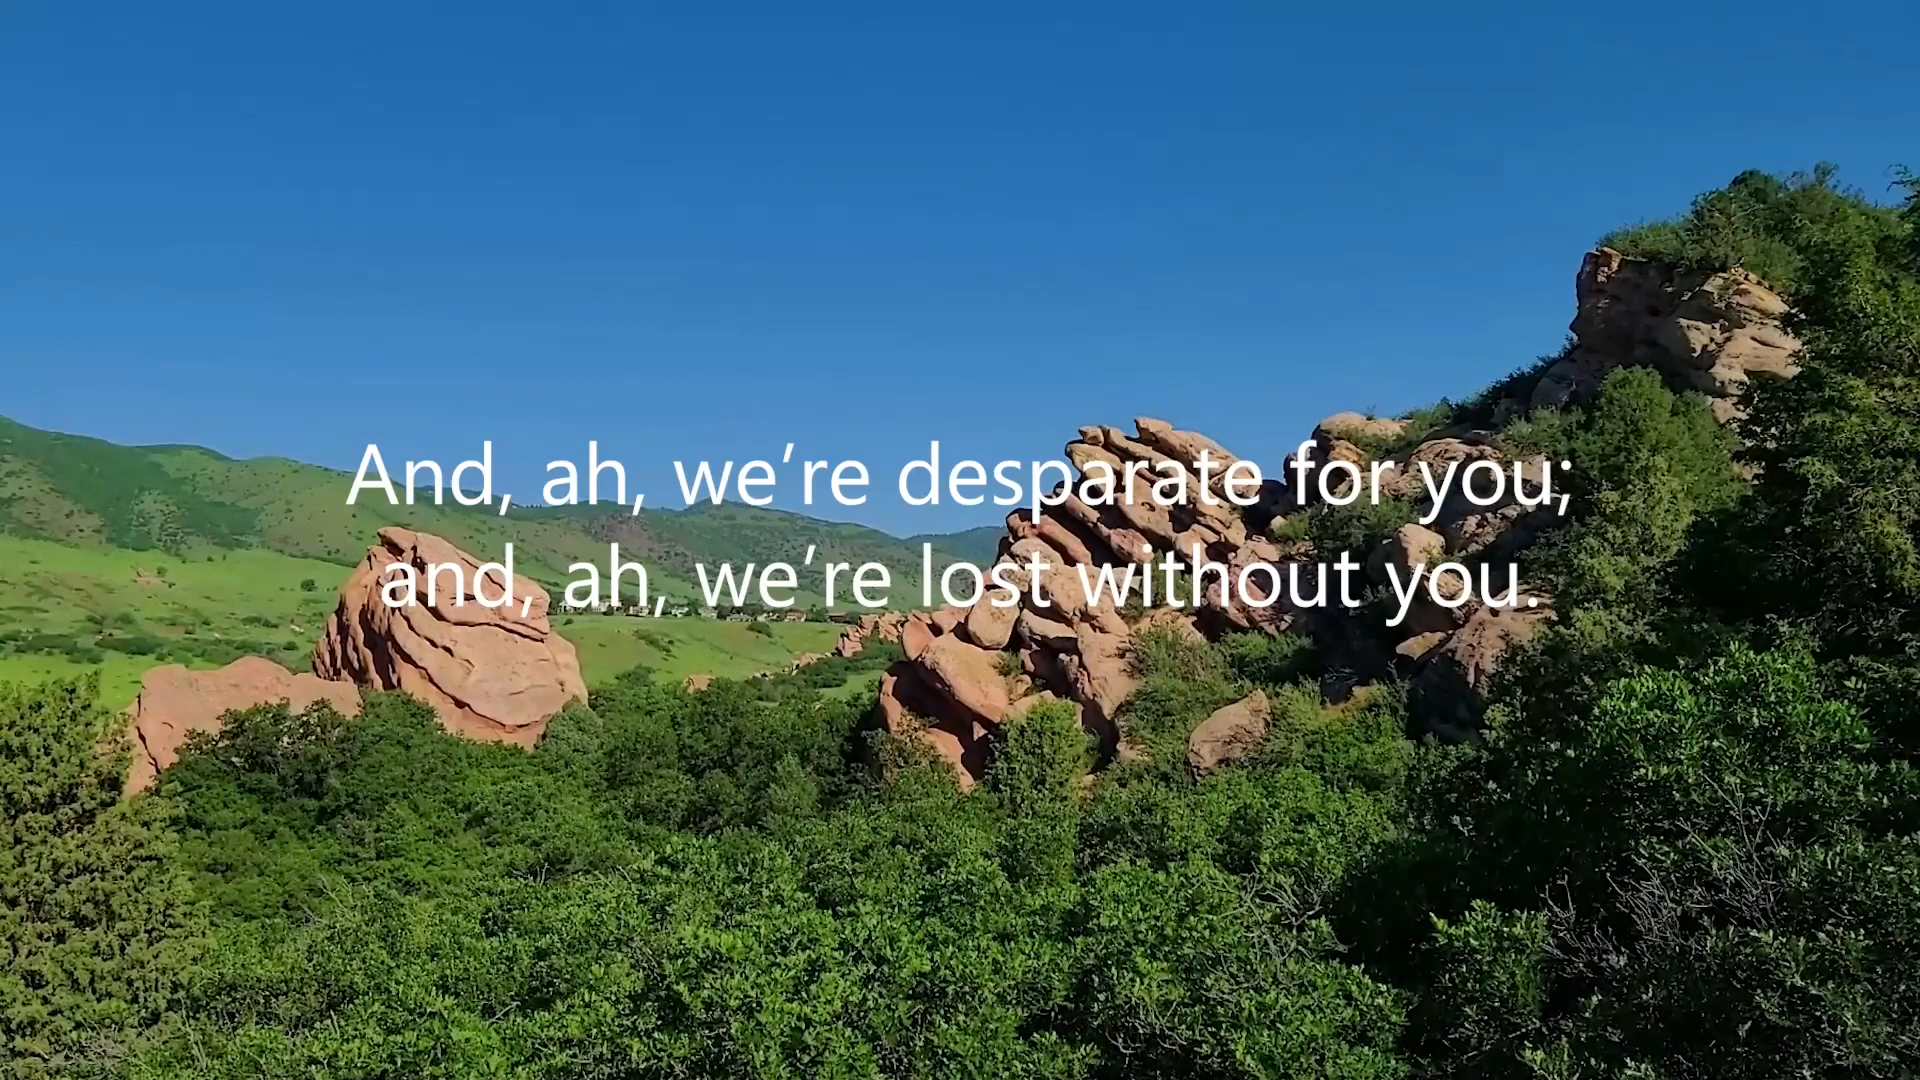 And, ah, we’re desparate for you;
and, ah, we’re lost without you.